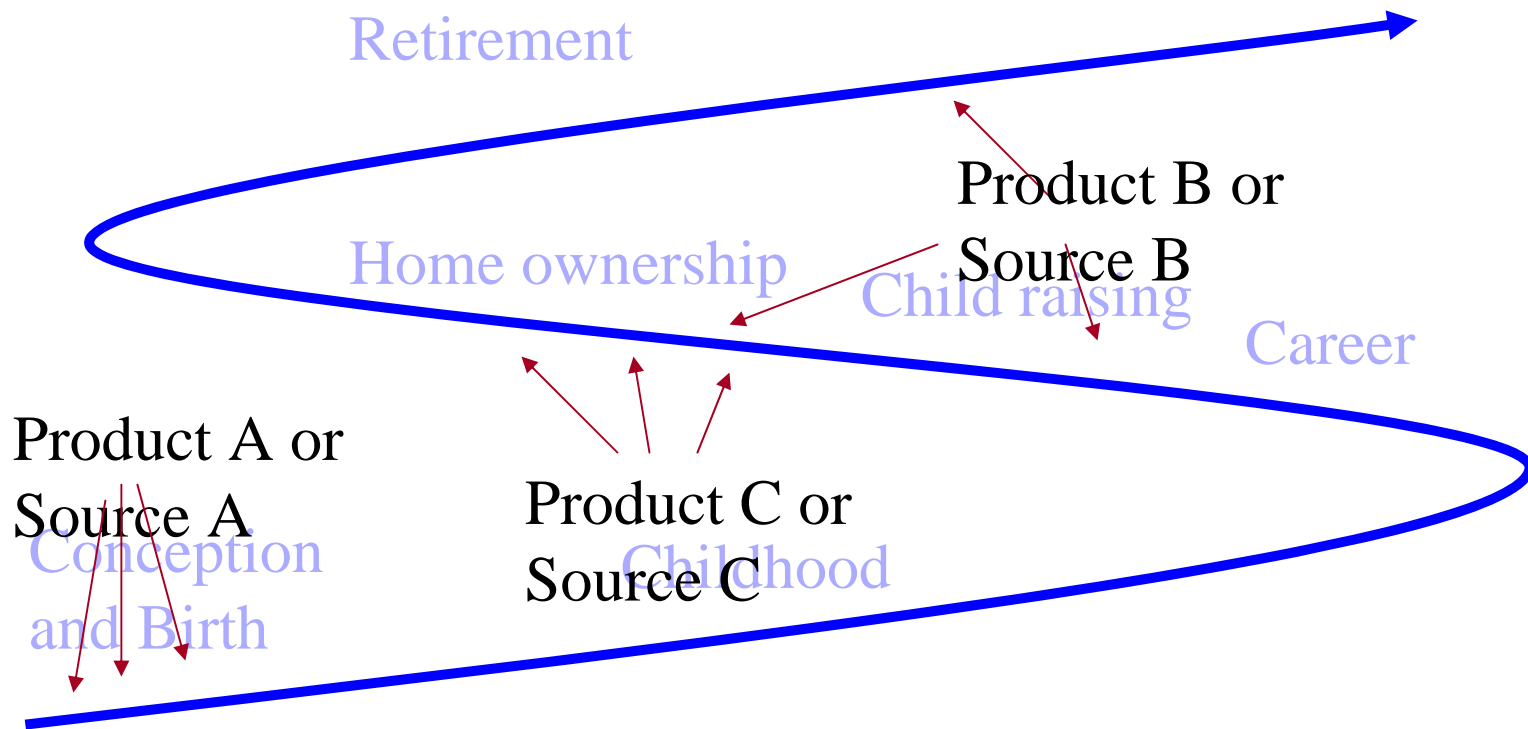 Retirement
Product B or
Source B
Home ownership
Child raising
Career
Product A or
Source A
Conception
and Birth
Product C or
Source C
Childhood